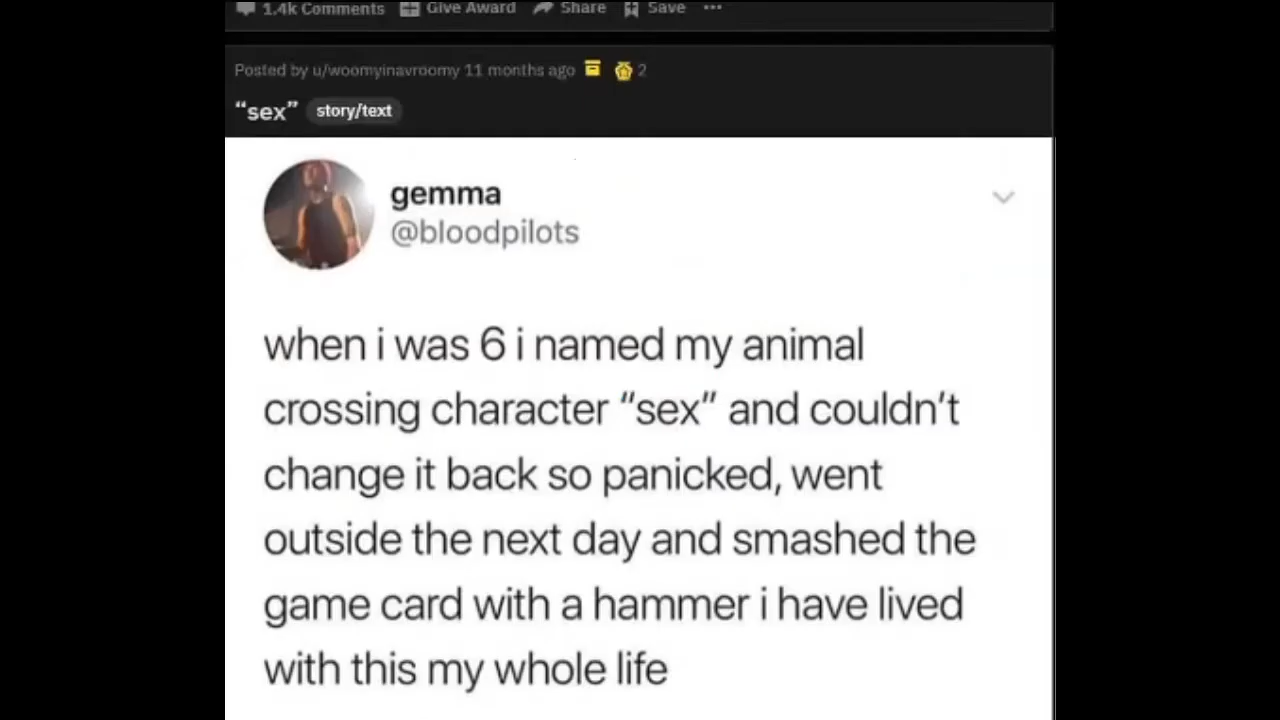 1.4k Comments Give Award Share Save ...
Posted by u/woomyinavroomy 11 months ago 2
“sex” story/text
gemma
@bloodpilots
when i was 6 i named my animal
crossing character “sex” and couldn’t
change it back so panicked, went
outside the next day and smashed the
game card with a hammer i have lived
with this my whole life